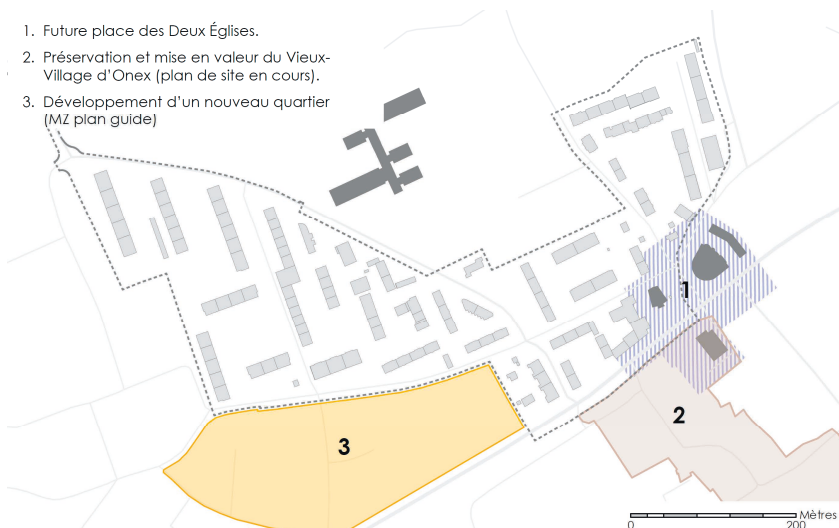 1. Future place des Deux Églises.
2. Préservation et mise en valeur du Vieux-
Village d'Onex (plan de site en cours).
3. Développement d'un nouveau quartier
(MZ plan guide)
1
2
3
Mètres
0
200